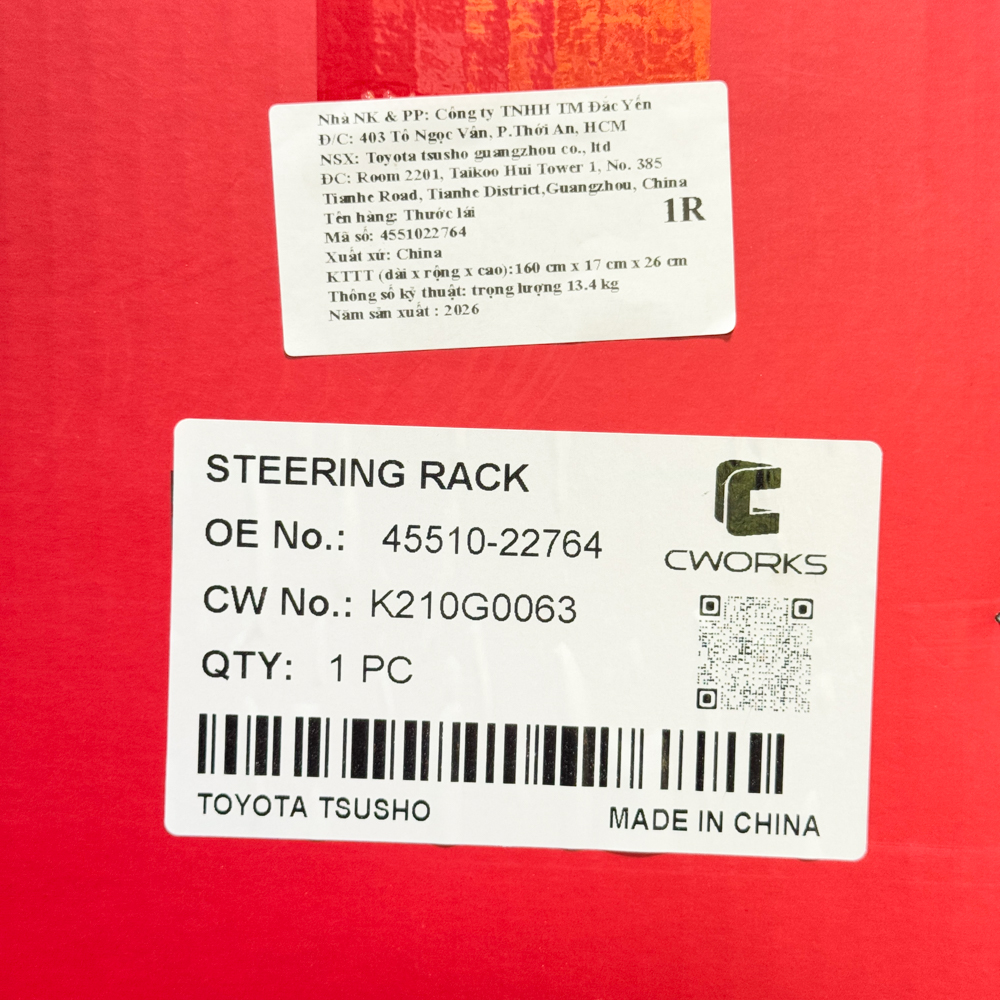 Nhà NK & PP: Công ty TNHH TM Đắc Yến
Đ/C: 403 Tô Ngọc Vân, P.Thới An, HCM
NSX: Toyota tsusho guangzhou co., ltd
ĐC: Room 2201, Taikoo Hui Tower 1, No. 385
Tianhe Road, Tianhe District,Guangzhou, China
Tên hàng: Thước lái
1R
Mã số: 4551022764
Xuất xứ: China
KTTT (dài x rộng x cao):160 cm x 17 cm x 26 cm
Thông số kỹ thuật: trọng lượng 13.4 kg
Năm sản xuất : 2026
STEERING RACK
OE No.: 45510-22764
CWORKS
CW No.: K210G0063
QTY: 1 PC
TOYOTA TSUSHO
MADE IN CHINA